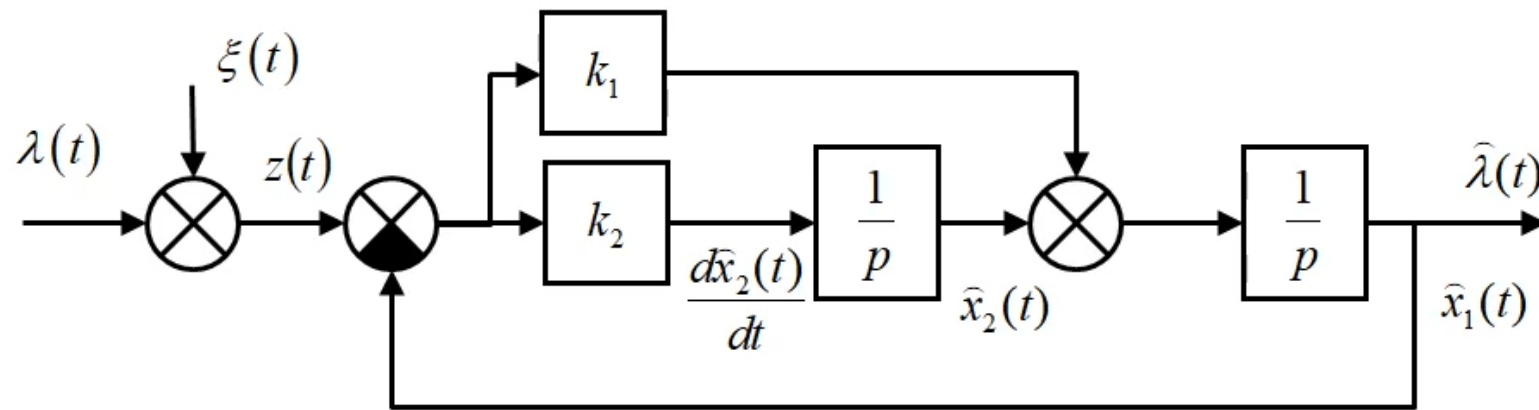 ξ(t)
λ(t)
z(t)
k₁
k₂
dx̂₂(t)/dt
1/p
x̂₂(t)
1/p
λ̂(t)
x̂₁(t)